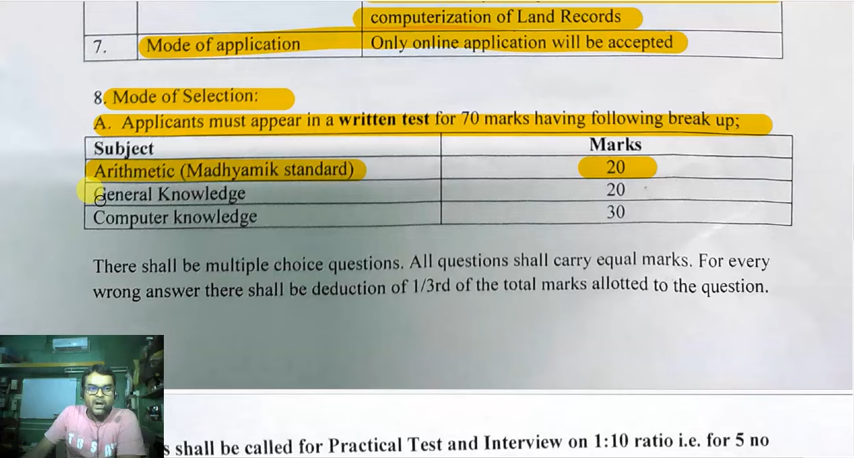 computerization of Land Records
7. Mode of application Only online application will be accepted
8. Mode of Selection:
A. Applicants must appear in a written test for 70 marks having following break up;
Subject Marks
Arithmetic (Madhyamik standard) 20
General Knowledge 20
Computer knowledge 30
There shall be multiple choice questions. All questions shall carry equal marks. For every
wrong answer there shall be deduction of 1/3rd of the total marks allotted to the question.
shall be called for Practical Test and Interview on 1:10 ratio i.e. for 5 no